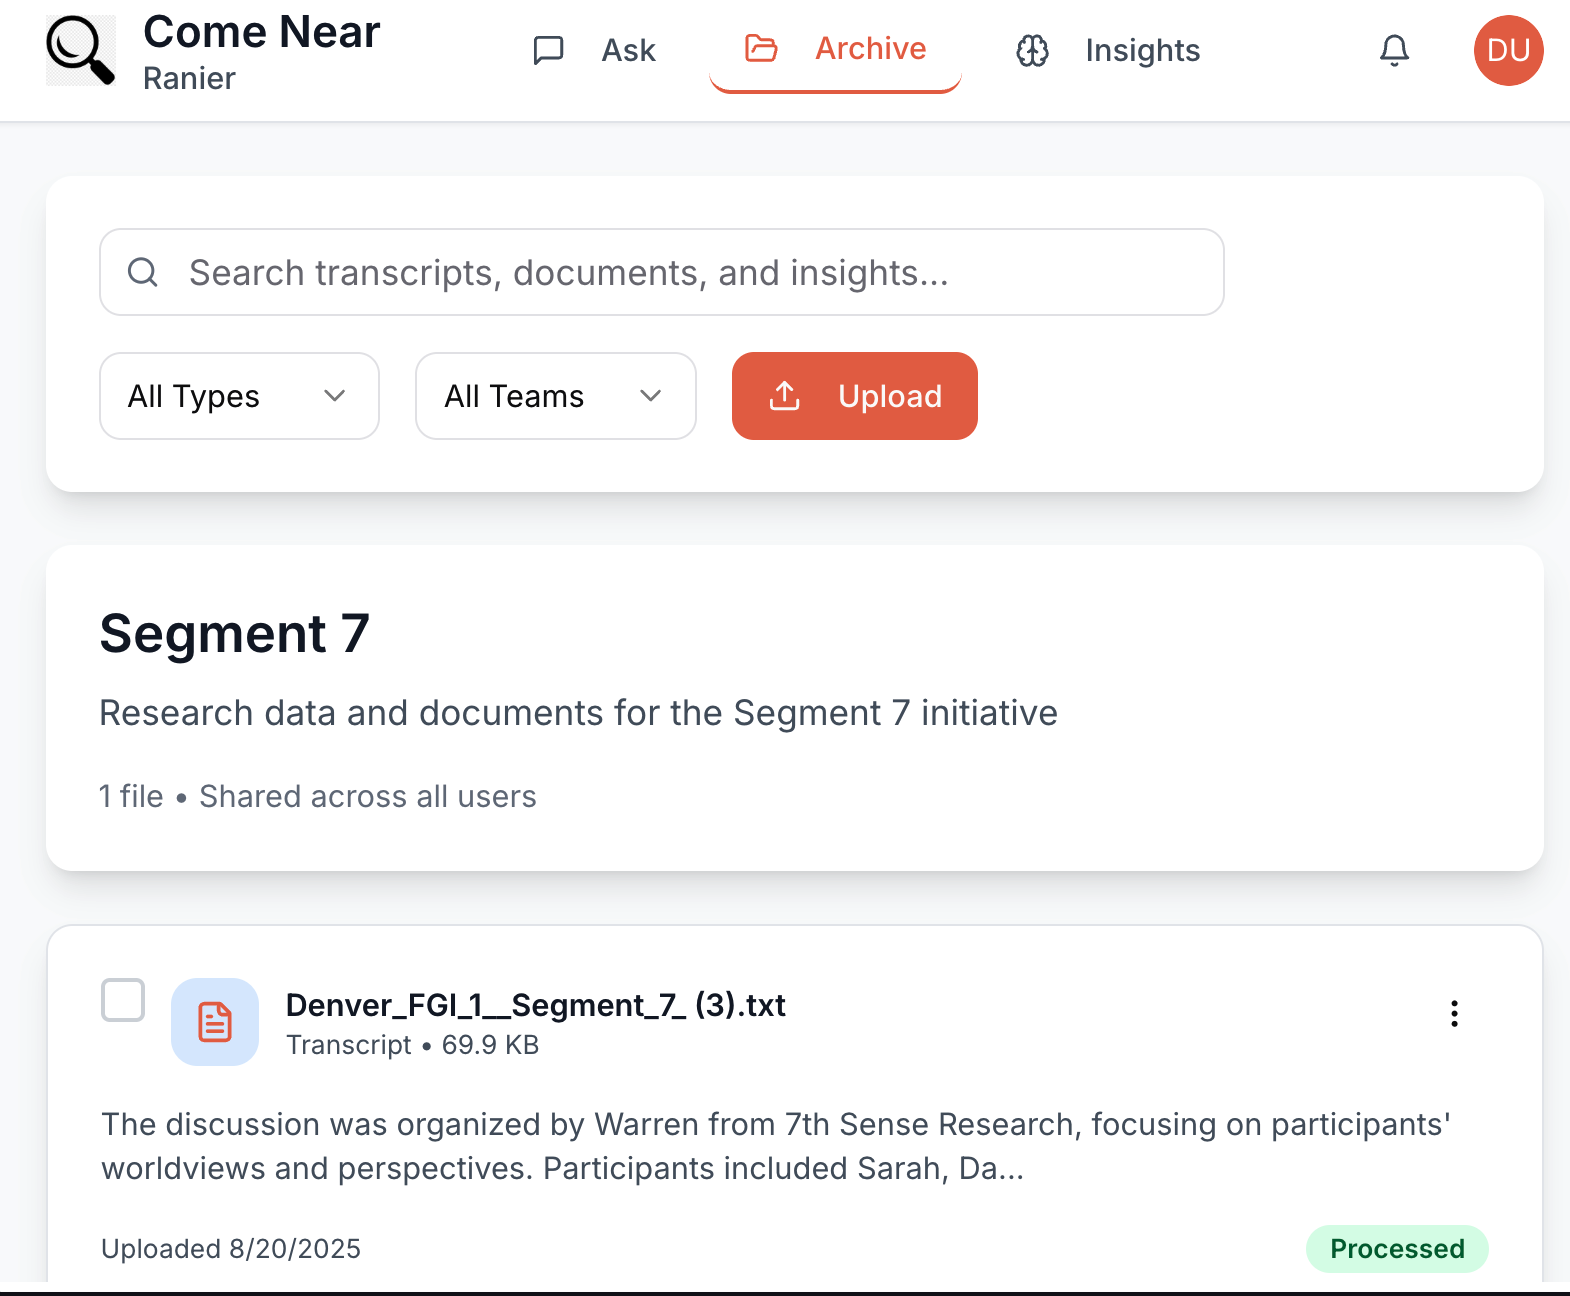 Come Near
Ranier
Ask
Archive
Insights
DU
Search transcripts, documents, and insights...
All Types
All Teams
Upload
Segment 7
Research data and documents for the Segment 7 initiative
1 file • Shared across all users
Denver_FGI_1__Segment_7_ (3).txt
Transcript • 69.9 KB
The discussion was organized by Warren from 7th Sense Research, focusing on participants'
worldviews and perspectives. Participants included Sarah, Da...
Uploaded 8/20/2025
Processed